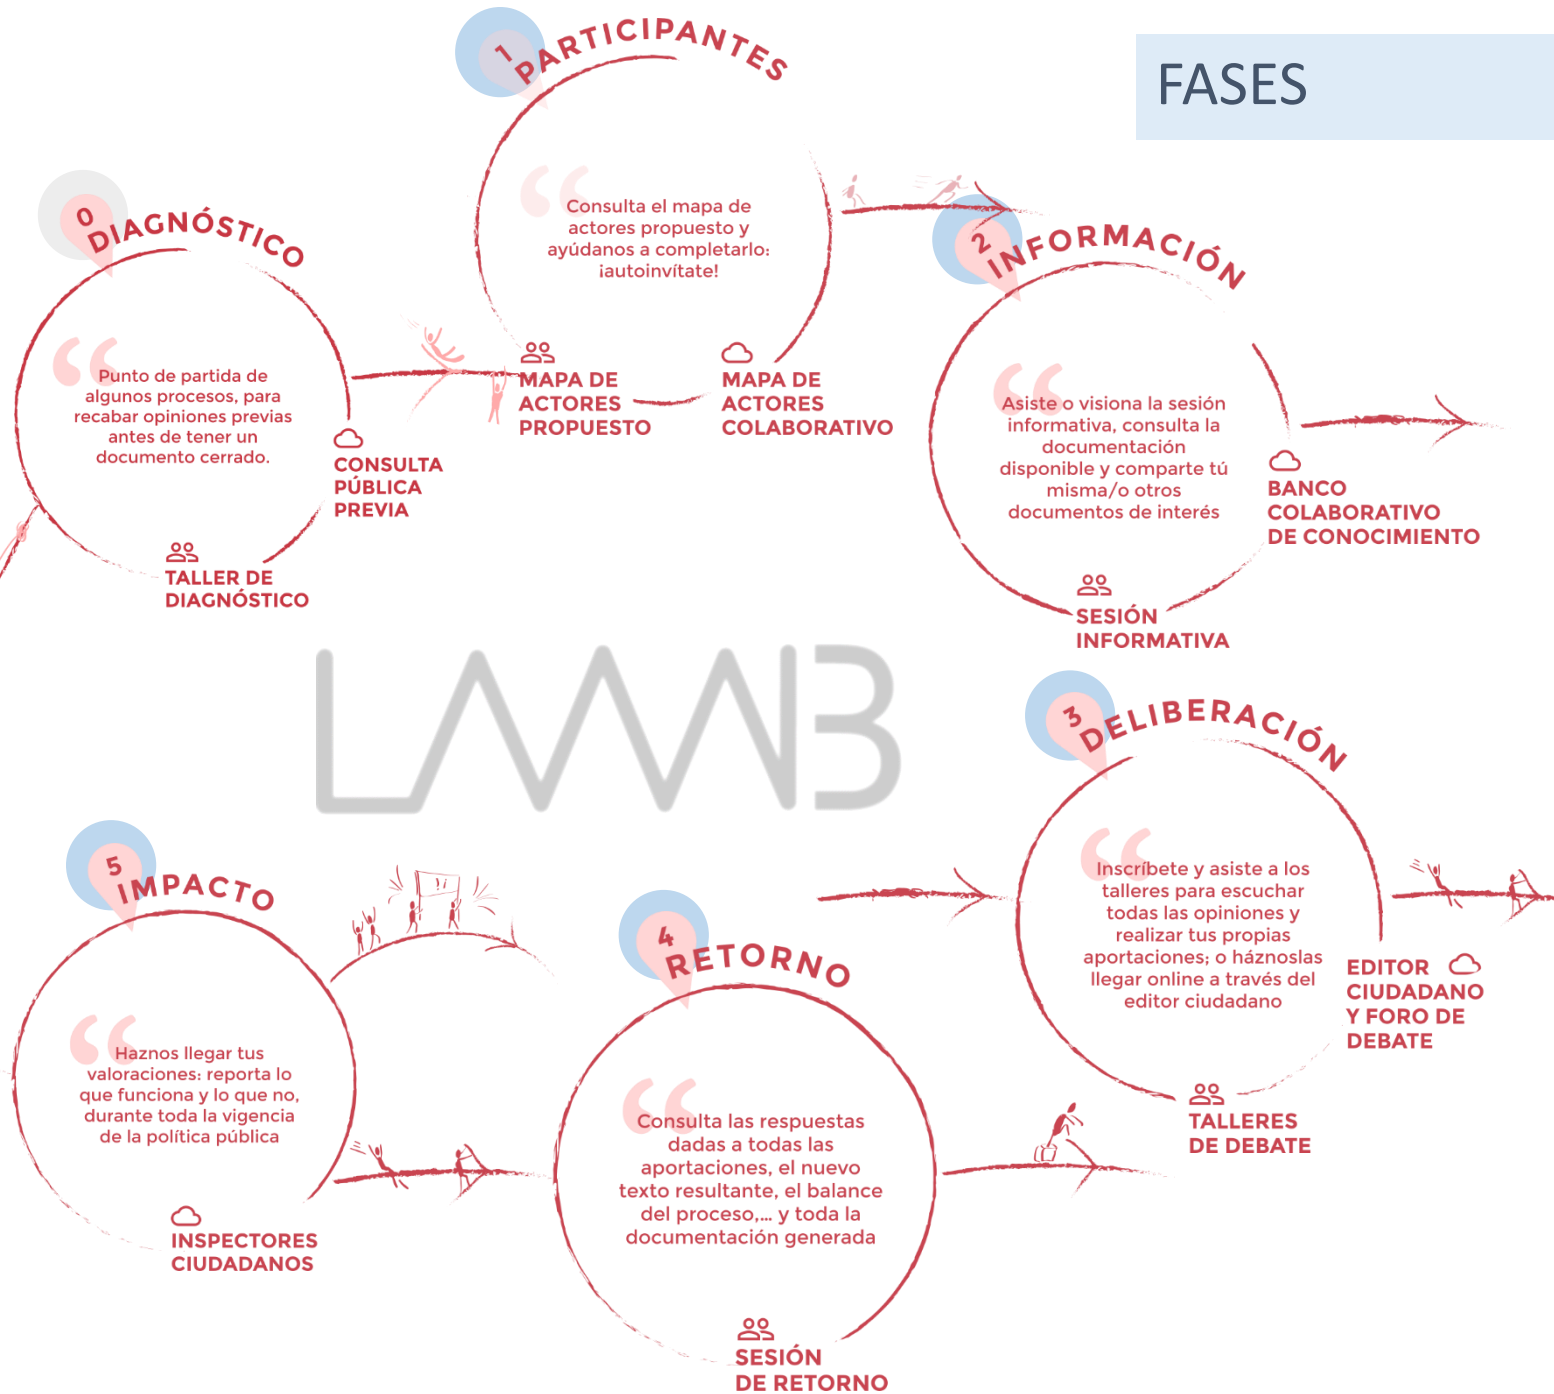 FASES
0
DIAGNÓSTICO
Punto de partida de
algunos procesos, para
recabar opiniones previas
antes de tener un
documento cerrado.
CONSULTA
PÚBLICA
PREVIA
TALLER DE
DIAGNÓSTICO
1
PARTICIPANTES
Consulta el mapa de
actores propuesto y
ayúdanos a completarlo:
¡autoinvítate!
MAPA DE
ACTORES
PROPUESTO
MAPA DE
ACTORES
COLABORATIVO
2
INFORMACIÓN
Asiste o visiona la sesión
informativa, consulta la
documentación
disponible y comparte tú
misma/o otros
documentos de interés
BANCO
COLABORATIVO
DE CONOCIMIENTO
SESIÓN
INFORMATIVA
LAAAB
3
DELIBERACIÓN
Inscríbete y asiste a los
talleres para escuchar
todas las opiniones y
realizar tus propias
aportaciones; o háznoslas
llegar online a través del
editor ciudadano
EDITOR
CIUDADANO
Y FORO DE
DEBATE
TALLERES
DE DEBATE
4
RETORNO
Consulta las respuestas
dadas a todas las
aportaciones, el nuevo
texto resultante, el balance
del proceso,... y toda la
documentación generada
SESIÓN
DE RETORNO
5
IMPACTO
Haznos llegar tus
valoraciones: reporta lo
que funciona y lo que no,
durante toda la vigencia
de la política pública
INSPECTORES
CIUDADANOS